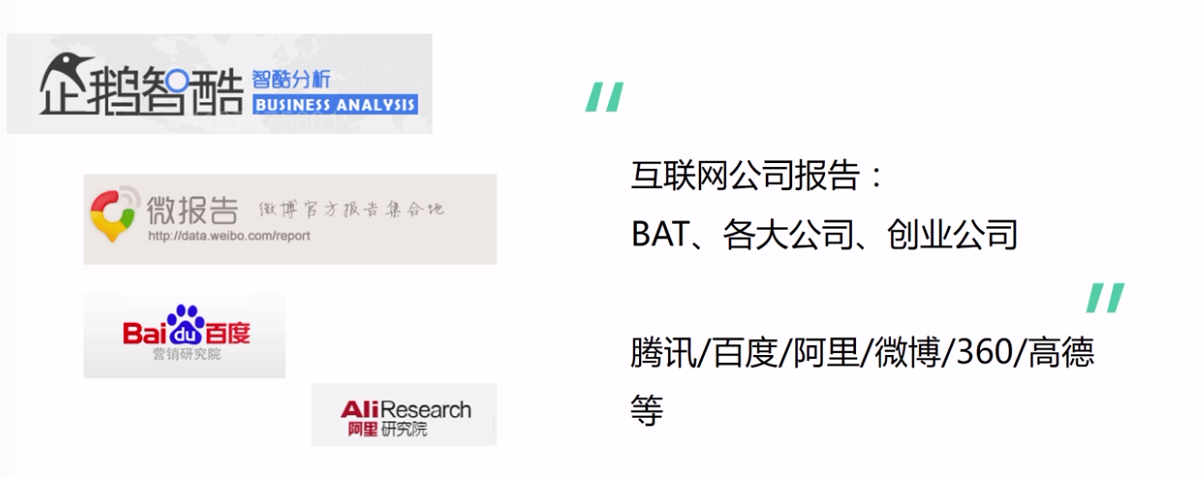 企鹅智酷 智酷分析
BUSINESS ANALYSIS
微报告 微博官方报告集合地
http://data.weibo.com/report
Baidu百度
营销研究院
AliResearch
阿里研究院
“
互联网公司报告：
BAT、各大公司、创业公司
”
腾讯/百度/阿里/微博/360/高德
等